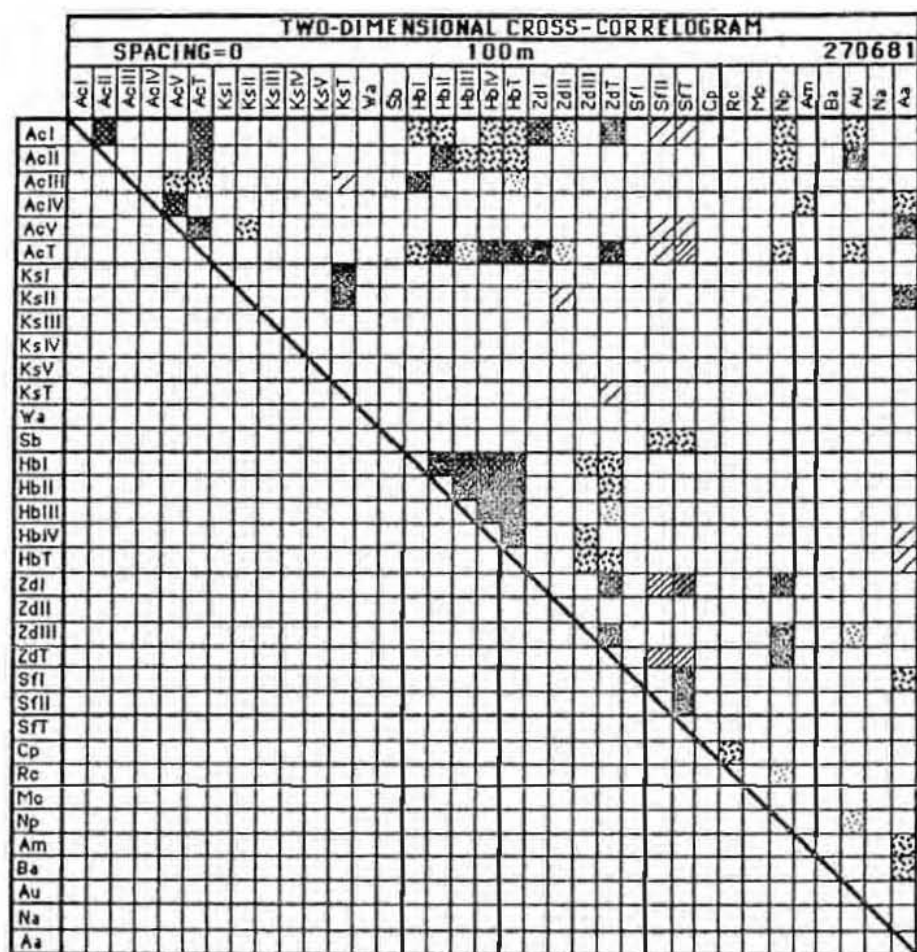 TWO-DIMENSIONAL CROSS-CORRELOGRAM
SPACING=0 100m 270681
AcI AcII AcIII AcIV AcV AcT KsI KsII KsIII KsIV KsV KsT Wa Sb HbI HbII HbIII HbIV HbT ZdI ZdII ZdIII ZdT SfI SfII SfT Cp Rc Mc Np Am Ba Au Na Aa
AcI
AcII
AcIII
AcIV
AcV
AcT
KsI
KsII
KsIII
KsIV
KsV
KsT
Wa
Sb
HbI
HbII
HbIII
HbIV
HbT
ZdI
ZdII
ZdIII
ZdT
SfI
SfII
SfT
Cp
Rc
Mc
Np
Am
Ba
Au
Na
Aa